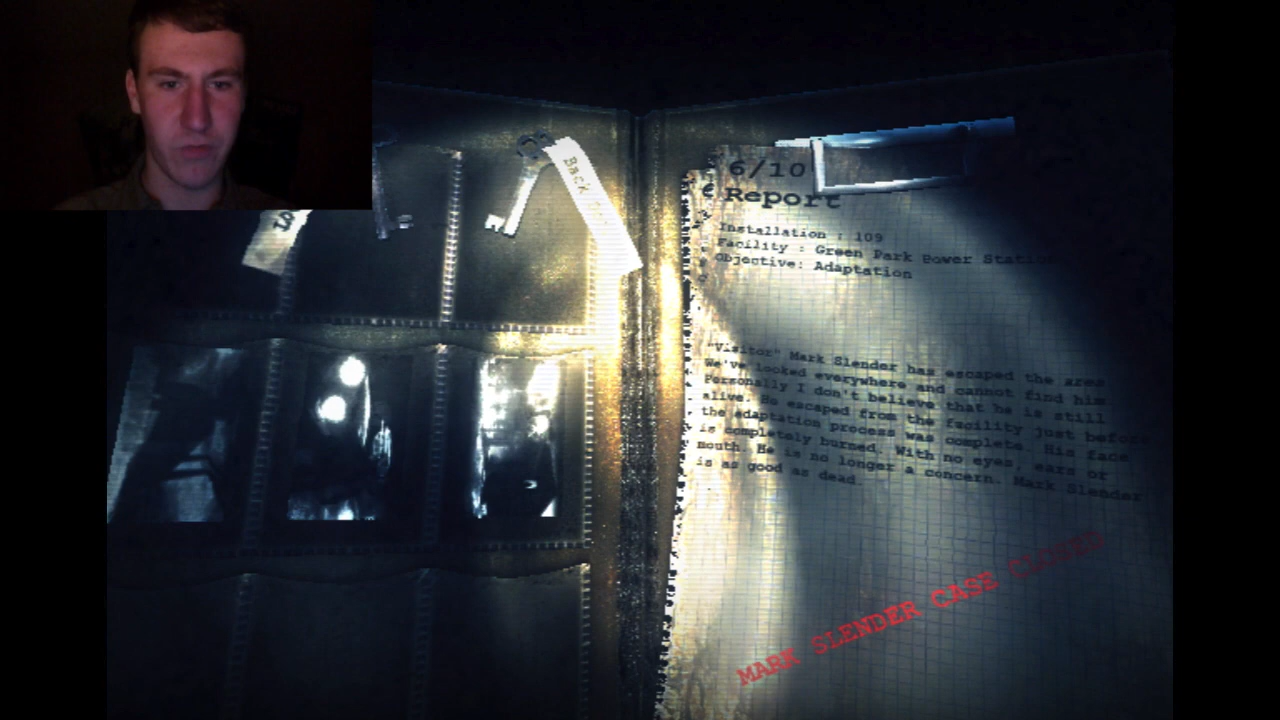 Back
6/10
Report
Installation : 109
Facility : Green Park Power Station
Objective: Adaptation
"Visitor" Mark Slender has escaped the area
We've looked everywhere and cannot find him
Personally I don't believe that he is still
alive. He escaped from the facility just before
the adaptation process was complete. His face
is completely burned. With no eyes, ears or
mouth. He is no longer a concern. Mark Slender
is as good as dead.
MARK SLENDER CASE CLOSED